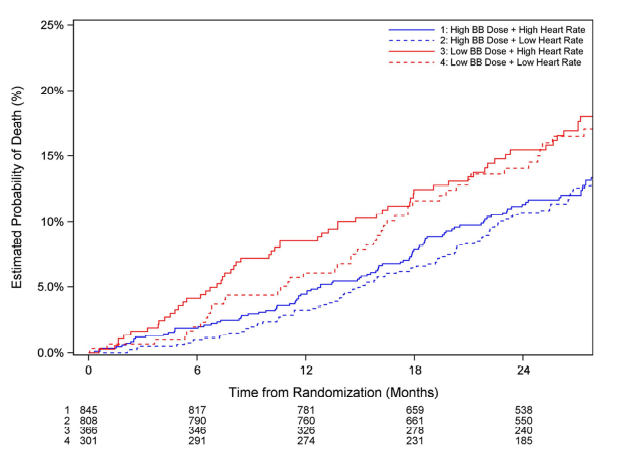 25%
20%
15%
10%
5.0%
0.0%
Estimated Probability of Death (%)
1: High BB Dose + High Heart Rate
2: High BB Dose + Low Heart Rate
3: Low BB Dose + High Heart Rate
4: Low BB Dose + Low Heart Rate
0 6 12 18 24
Time from Randomization (Months)
1 845 817 781 659 538
2 808 790 760 661 550
3 366 346 326 278 240
4 301 291 274 231 185